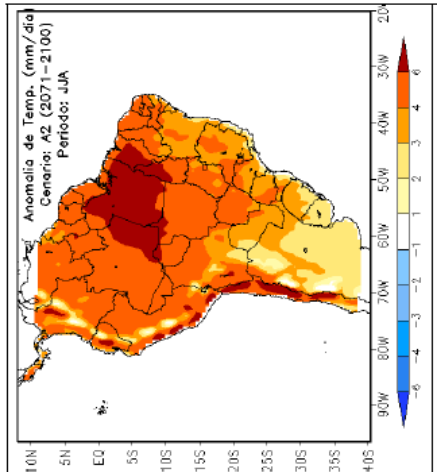 Anomalia de Temp. (mm/dia)
Cenario: A2 (2071-2100)
Periodo: JJA
10N
5N
EQ
5S
10S
15S
20S
25S
30S
35S
40S
90W
80W
70W
60W
50W
40W
30W
-6
-4
-3
-2
-1
1
2
3
4
6